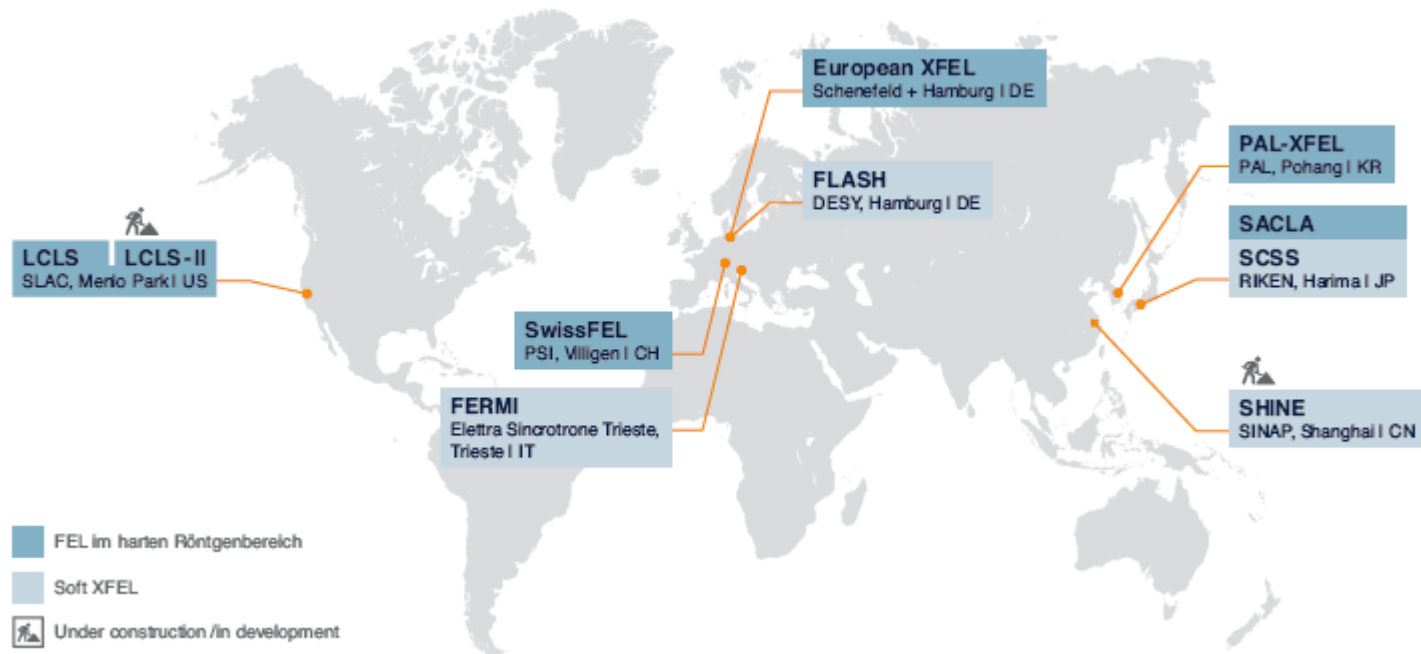 European XFEL
Schenefeld + Hamburg | DE
FLASH
DESY, Hamburg | DE
PAL-XFEL
PAL, Pohang | KR
SACLA
SCSS
RIKEN, Harima | JP
LCLS LCLS-II
SLAC, Menlo Park | US
SwissFEL
PSI, Villigen | CH
FERMI
Elettra Sincrotrone Trieste,
Trieste | IT
SHINE
SINAP, Shanghai | CN
FEL im harten Röntgenbereich
Soft XFEL
Under construction /in development